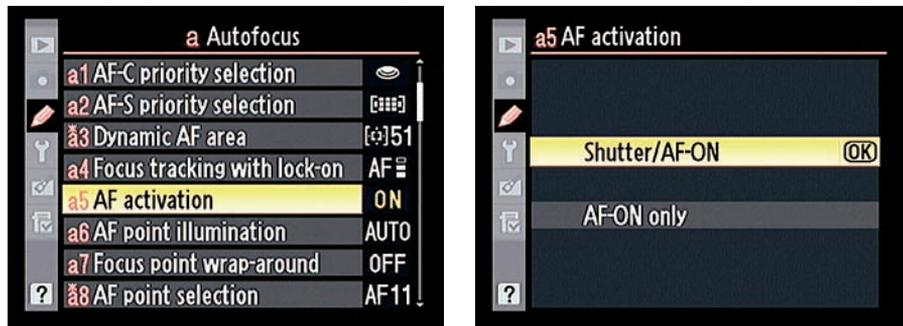 a Autofocus
a1 AF-C priority selection
a2 AF-S priority selection
a3 Dynamic AF area [ ] 51
a4 Focus tracking with lock-on AF
a5 AF activation ON
a6 AF point illumination AUTO
a7 Focus point wrap-around OFF
a8 AF point selection AF11
?
a5 AF activation
Shutter/AF-ON OK
AF-ON only
?